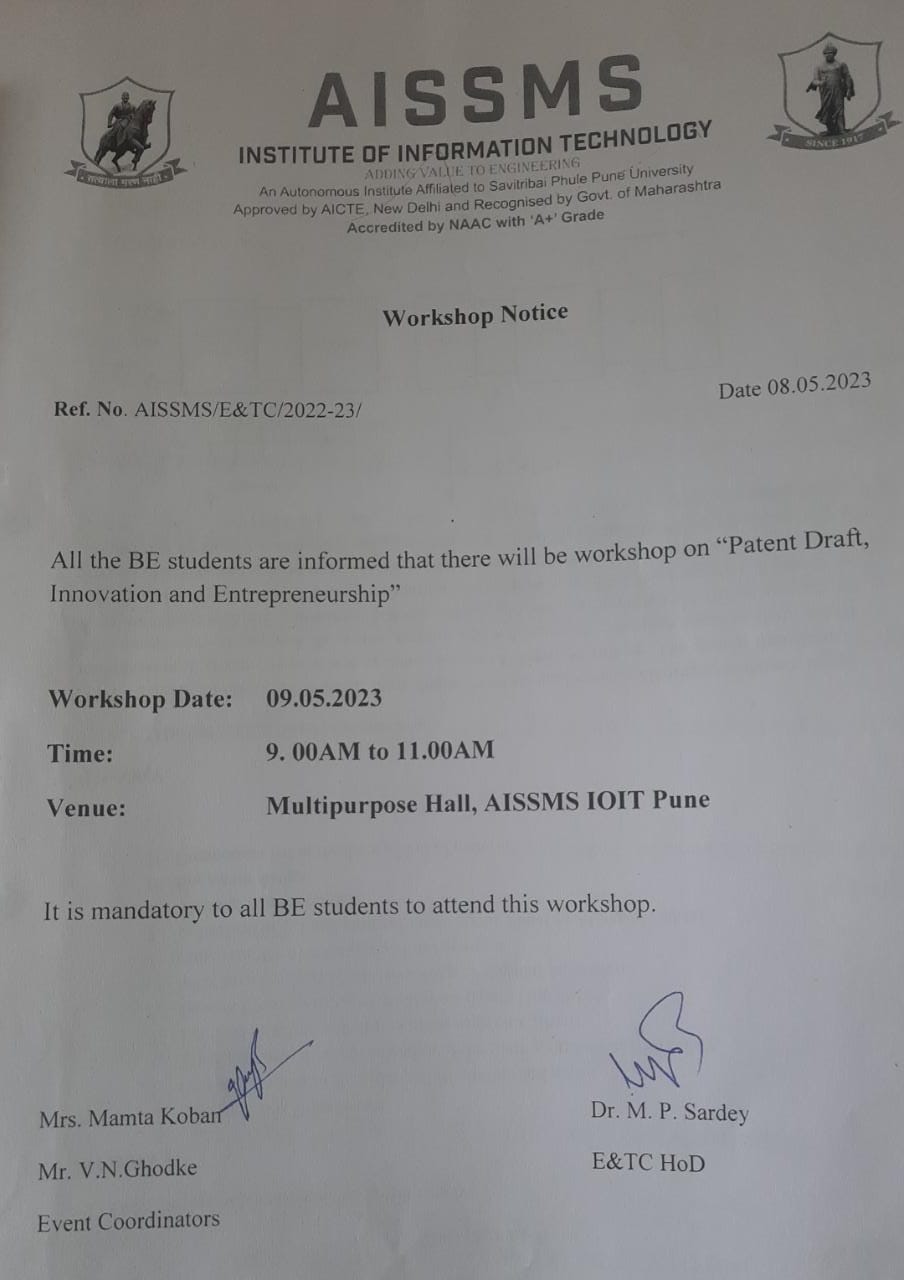 AISSMS
INSTITUTE OF INFORMATION TECHNOLOGY
ADDING VALUE TO ENGINEERING
An Autonomous Institute Affiliated to Savitribai Phule Pune University
Approved by AICTE, New Delhi and Recognised by Govt. of Maharashtra
Accredited by NAAC with ‘A+’ Grade
सत्याला मरण नाही
SINCE 1917
Workshop Notice
Ref. No. AISSMS/E&TC/2022-23/
Date 08.05.2023
All the BE students are informed that there will be workshop on “Patent Draft,
Innovation and Entrepreneurship”
Workshop Date: 09.05.2023
Time: 9. 00AM to 11.00AM
Venue: Multipurpose Hall, AISSMS IOIT Pune
It is mandatory to all BE students to attend this workshop.
Mrs. Mamta Koban
Dr. M. P. Sardey
Mr. V.N.Ghodke
E&TC HoD
Event Coordinators